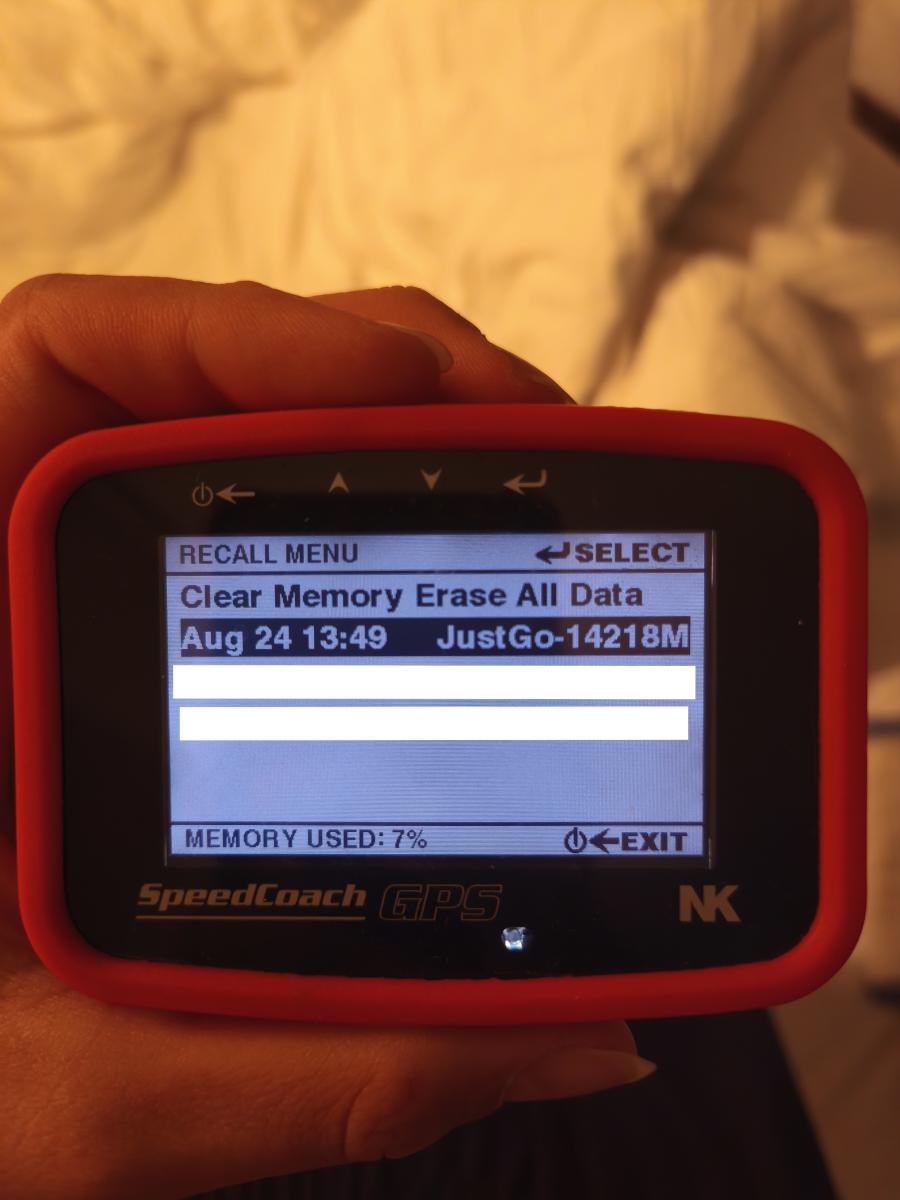 RECALL MENU SELECT
Clear Memory Erase All Data
Aug 24 13:49 JustGo-14218M
MEMORY USED: 7% EXIT
SpeedCoach GPS NK